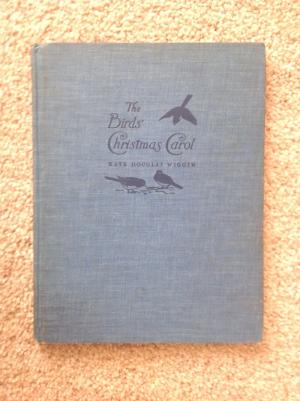 The
Birds'
Christmas Carol
KATE DOUGLAS WIGGIN